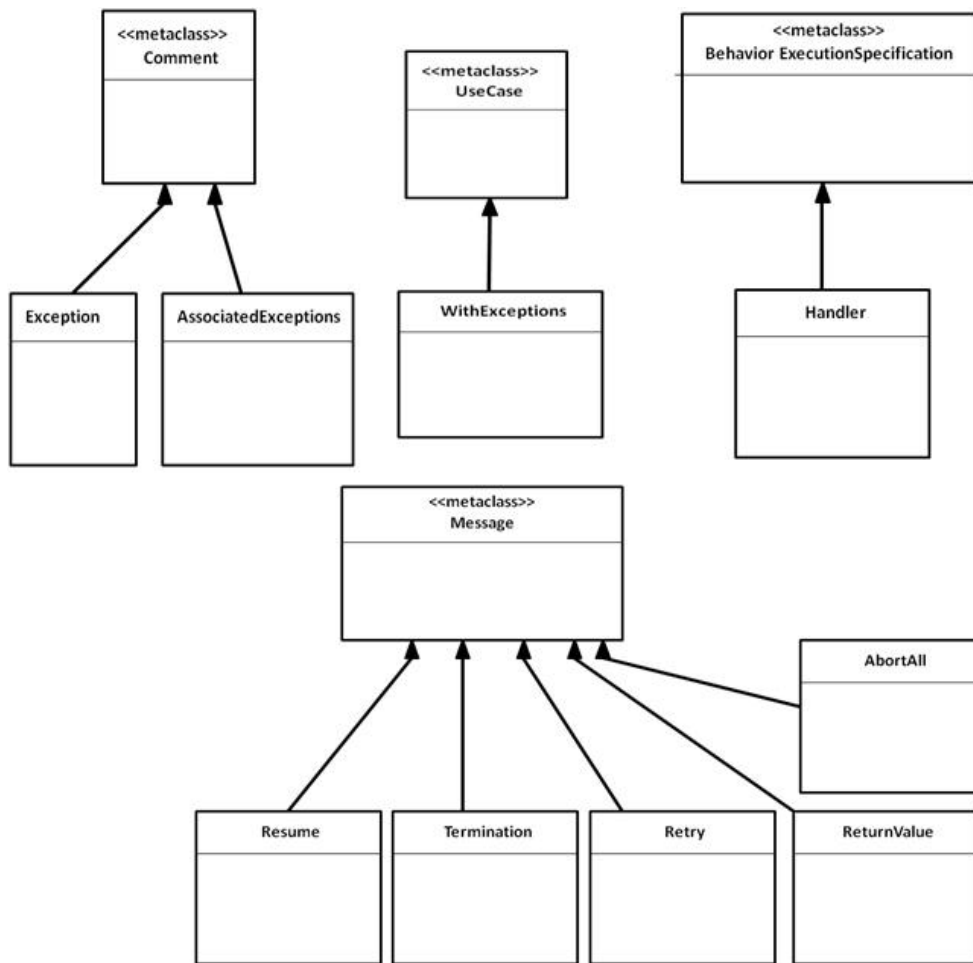 <<metaclass>>
Comment
<<metaclass>>
UseCase
<<metaclass>>
Behavior ExecutionSpecification
Exception
AssociatedExceptions
WithExceptions
Handler
<<metaclass>>
Message
AbortAll
Resume
Termination
Retry
ReturnValue